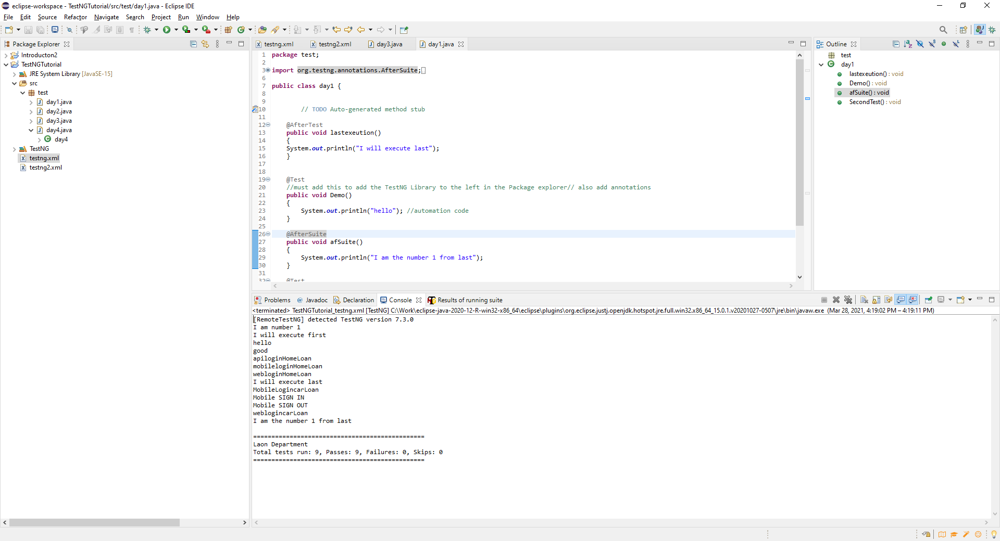 eclipse-workspace - TestNGTutorial/src/test/day1.java - Eclipse IDE
File Edit Source Refactor Navigate Search Project Run Window Help
Package Explorer
Introducton2
TestNGTutorial
JRE System Library [JavaSE-15]
src
test
day1.java
day2.java
day3.java
day4.java
day4
TestNG
testng.xml
testng2.xml
testng.xml testng2.xml day3.java day1.java
1 package test;
2
3 import org.testng.annotations.AfterSuite;
6
7 public class day1 {
8
9
10 // TODO Auto-generated method stub
11
12 @AfterTest
13 public void lastexeution()
14 {
15 System.out.println("I will execute last");
16 }
17
18
19 @Test
20 //must add this to add the TestNG Library to the left in the Package explorer// also add annotations
21 public void Demo()
22 {
23 System.out.println("hello"); //automation code
24 }
25
26 @AfterSuite
27 public void afSuite()
28 {
29 System.out.println("I am the number 1 from last");
30 }
31
32 @Test
Outline
test
day1
lastexeution() : void
Demo() : void
afSuite() : void
SecondTest() : void
Problems @ Javadoc Declaration Console Results of running suite
<terminated> TestNGTutorial_testng.xml [TestNG] C:\Work\eclipse-java-2020-12-R-win32-x86_64\eclipse\plugins\org.eclipse.justj.openjdk.hotspot.jre.full.win32.x86_64_15.0.1.v20201027-0507\jre\bin\javaw.exe (Mar 28, 2021, 4:19:02 PM – 4:19:11 PM)
[RemoteTestNG] detected TestNG version 7.3.0
I am number 1
I will execute first
hello
good
apiloginHomeLoan
mobileloginHomeLoan
webloginHomeLoan
I will execute last
MobileLogincarLoan
Mobile SIGN IN
Mobile SIGN OUT
weblogincarLoan
I am the number 1 from last
===============================================
Laon Department
Total tests run: 9, Passes: 9, Failures: 0, Skips: 0
===============================================